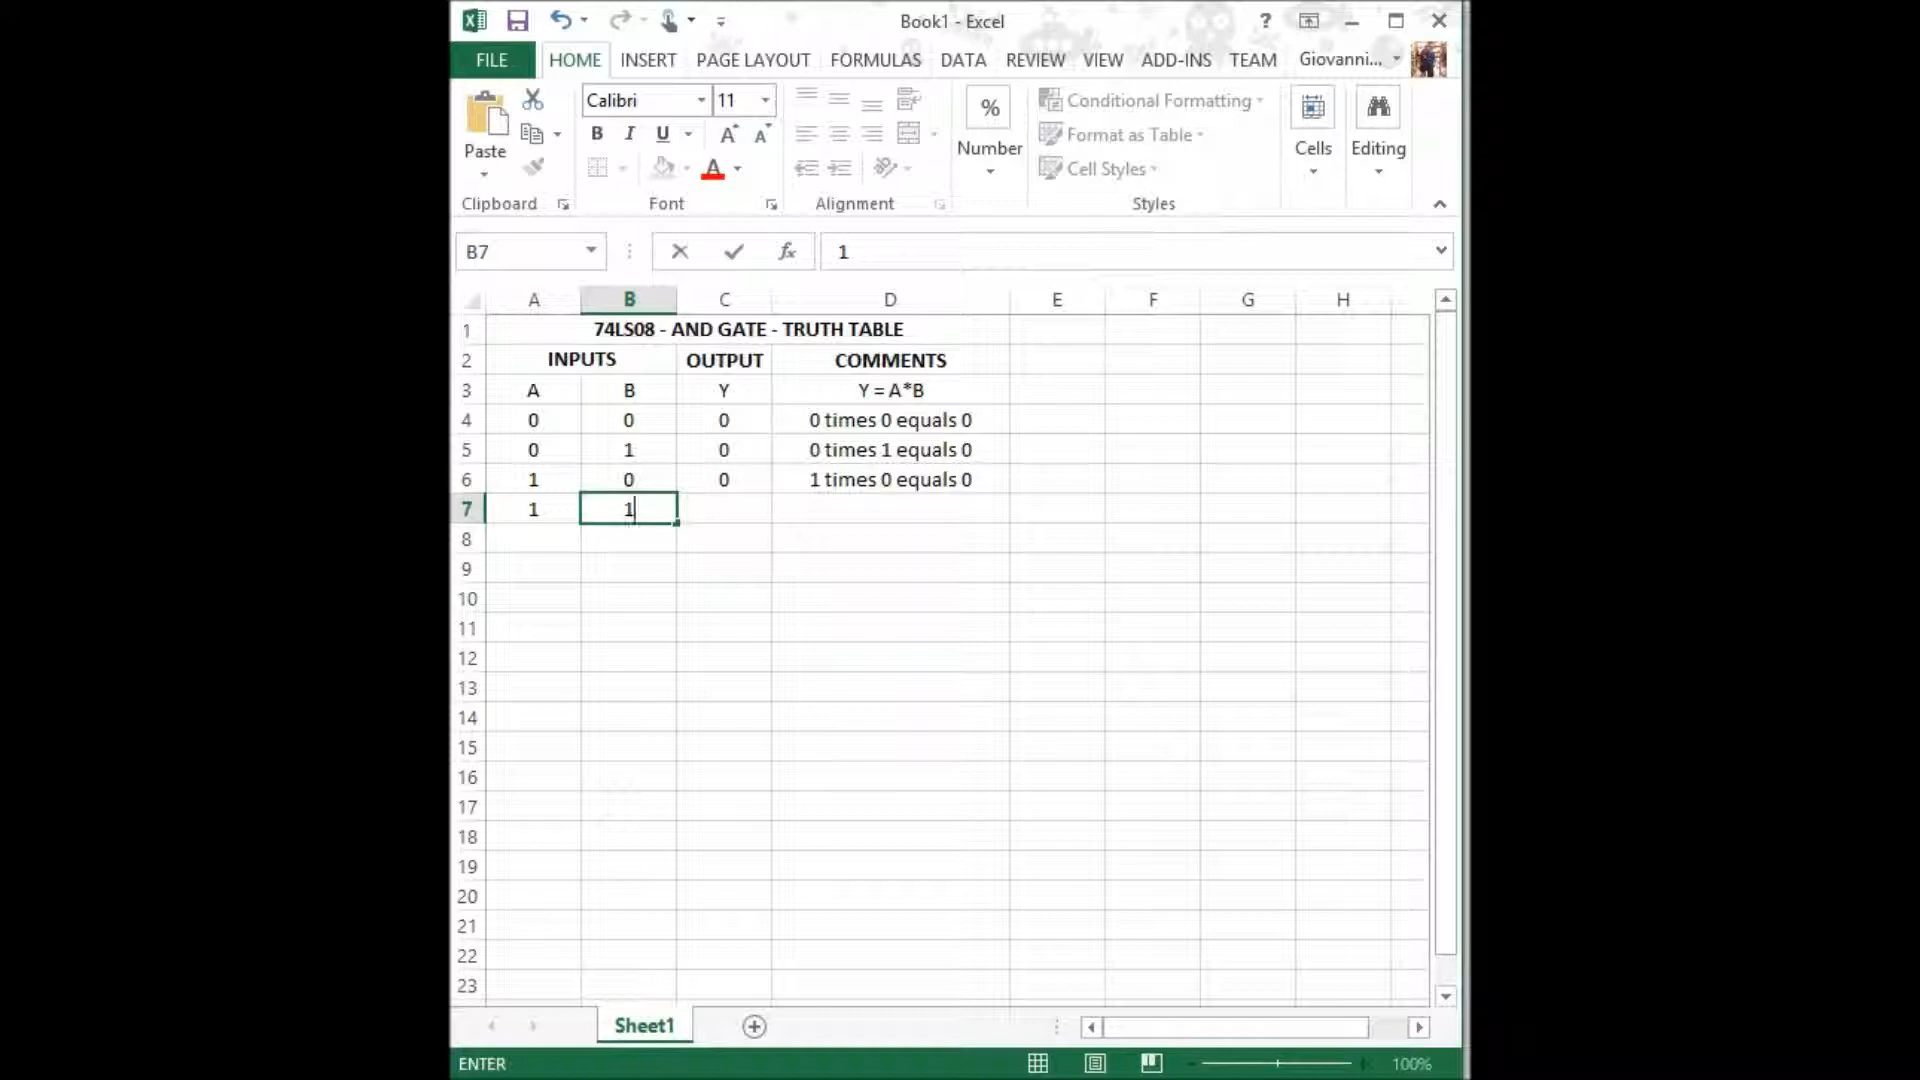 Book1 - Excel
?
FILE HOME INSERT PAGE LAYOUT FORMULAS DATA REVIEW VIEW ADD-INS TEAM Giovanni...
Paste
Calibri 11
B I U A A
A
%
Number
Conditional Formatting
Format as Table
Cell Styles
Cells
Editing
Clipboard Font Alignment Styles
B7 fx 1
A B C D E F G H
1 74LS08 - AND GATE - TRUTH TABLE
2 INPUTS OUTPUT COMMENTS
3 A B Y Y = A*B
4 0 0 0 0 times 0 equals 0
5 0 1 0 0 times 1 equals 0
6 1 0 0 1 times 0 equals 0
7 1 1
8
9
10
11
12
13
14
15
16
17
18
19
20
21
22
23
Sheet1
ENTER 100%